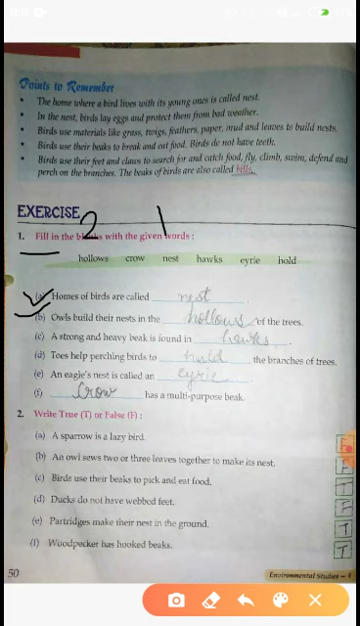 Points to Remember
• The home where a bird lives with its young ones is called nest.
• In the nest, birds lay eggs and protect them from bad weather.
• Birds use materials like grass, twigs, feathers, paper, mud and leaves to build nests.
• Birds use their beaks to break and eat food. Birds do not have teeth.
• Birds use their feet and claws to search for and catch food, fly, climb, swim, defend and
perch on the branches. The beaks of birds are also called bills.
EXERCISE
2 1
1. Fill in the blanks with the given words :
hollows crow nest hawks eyrie hold
(a) Homes of birds are called nest.
(b) Owls build their nests in the hollows of the trees.
(c) A strong and heavy beak is found in hawks.
(d) Toes help perching birds to hold the branches of trees.
(e) An eagle's nest is called an eyrie.
(f) Crow has a multi-purpose beak.
2. Write True (T) or False (F) :
(a) A sparrow is a lazy bird.
(b) An owl sews two or three leaves together to make its nest. F
(c) Birds use their beaks to pick and eat food. T
(d) Ducks do not have webbed feet. F
(e) Partridges make their nest in the ground. T
(f) Woodpecker has hooked beaks. T
50
Environmental Studies –